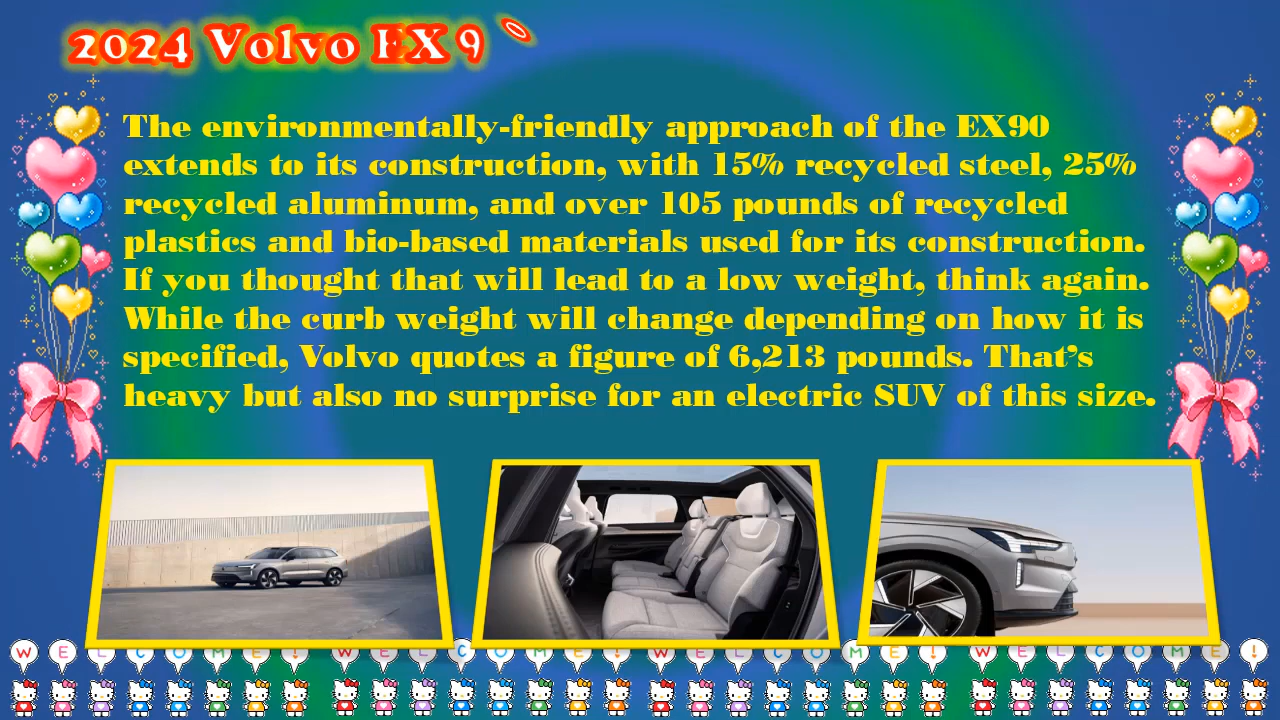 2024 Volvo EX90
The environmentally-friendly approach of the EX90
extends to its construction, with 15% recycled steel, 25%
recycled aluminum, and over 105 pounds of recycled
plastics and bio-based materials used for its construction.
If you thought that will lead to a low weight, think again.
While the curb weight will change depending on how it is
specified, Volvo quotes a figure of 6,213 pounds. That’s
heavy but also no surprise for an electric SUV of this size.
WELCOME! WELCOME! WELCOME! WELCOME!